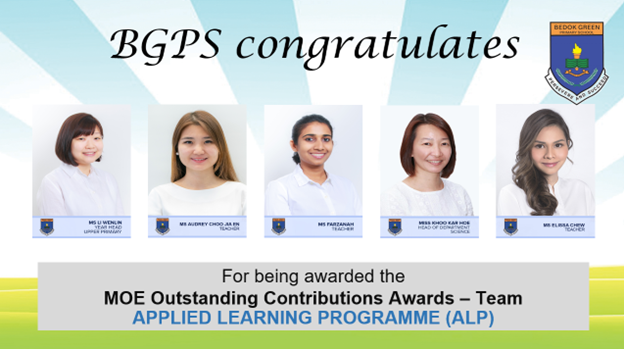 BGPS congratulates
BEDOK GREEN
PRIMARY SCHOOL
PERSEVERE AND SUCCEED
MS LI WENLIN
YEAR HEAD
UPPER PRIMARY
MS AUDREY CHOO JIA EN
TEACHER
MS FARZANAH
TEACHER
MISS KHOO KAR HOE
HEAD OF DEPARTMENT
SCIENCE
MS ELISSA CHEW
TEACHER
For being awarded the
MOE Outstanding Contributions Awards – Team
APPLIED LEARNING PROGRAMME (ALP)